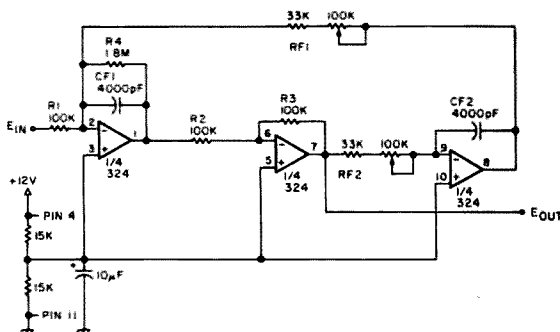 33K 100K
RF1
R4
1.8M
CF1
4000pF
R1
100K
EIN
2
3
1
1/4
324
R2
100K
R3
100K
6
5
7
1/4
324
33K 100K
RF2
CF2
4000pF
9
10
8
1/4
324
EOUT
+12V
PIN 4
15K
15K
+
10µF
PIN 11